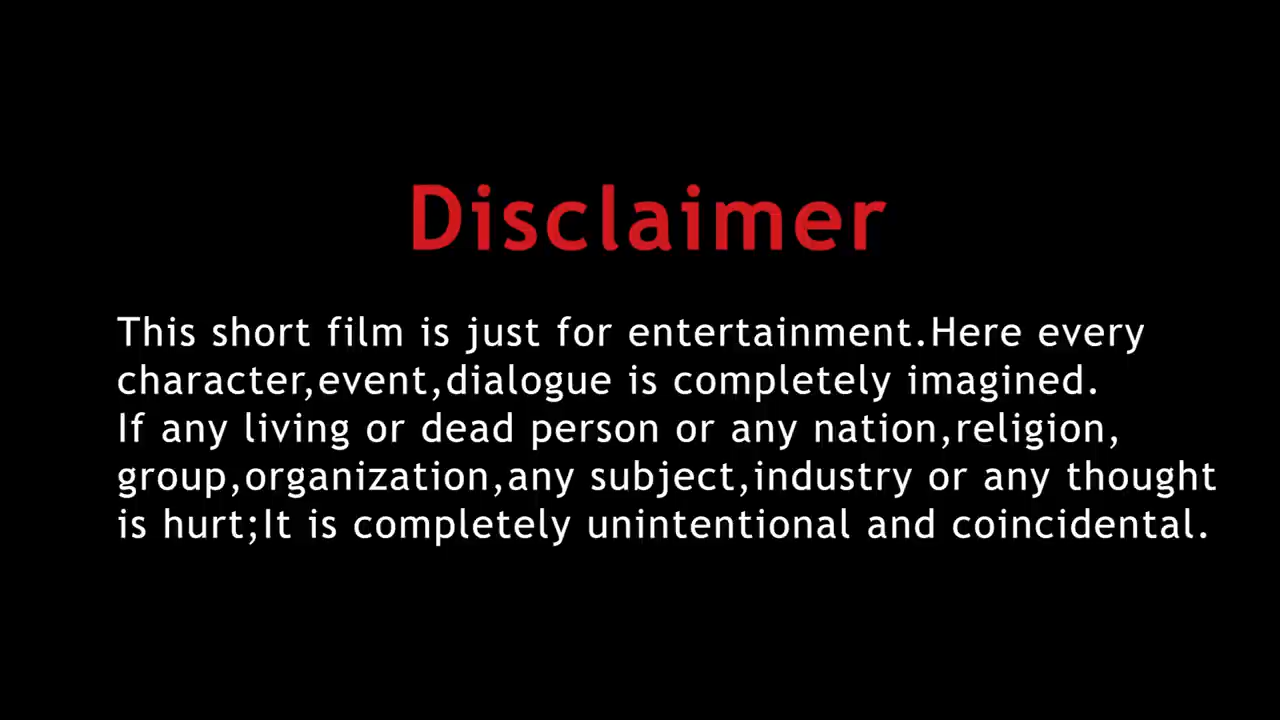 Disclaimer
This short film is just for entertainment.Here every
character,event,dialogue is completely imagined.
If any living or dead person or any nation,religion,
group,organization,any subject,industry or any thought
is hurt;It is completely unintentional and coincidental.